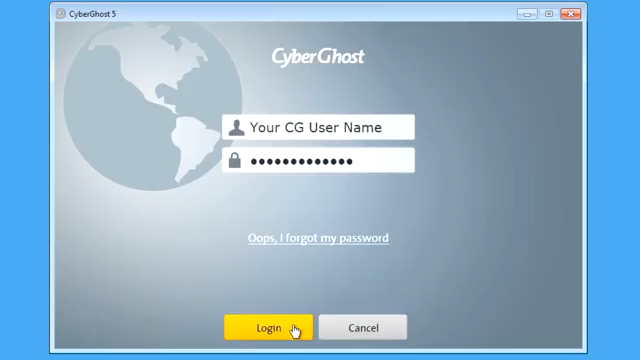 CyberGhost 5
CyberGhost
Your CG User Name
•••••••••••••
Oops, I forgot my password
Login
Cancel